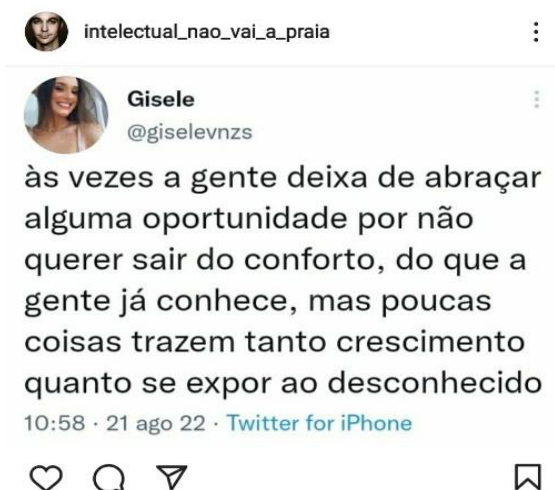 intelectual_nao_vai_a_praia
Gisele
@giselevnzs
às vezes a gente deixa de abraçar
alguma oportunidade por não
querer sair do conforto, do que a
gente já conhece, mas poucas
coisas trazem tanto crescimento
quanto se expor ao desconhecido
10:58 · 21 ago 22 · Twitter for iPhone